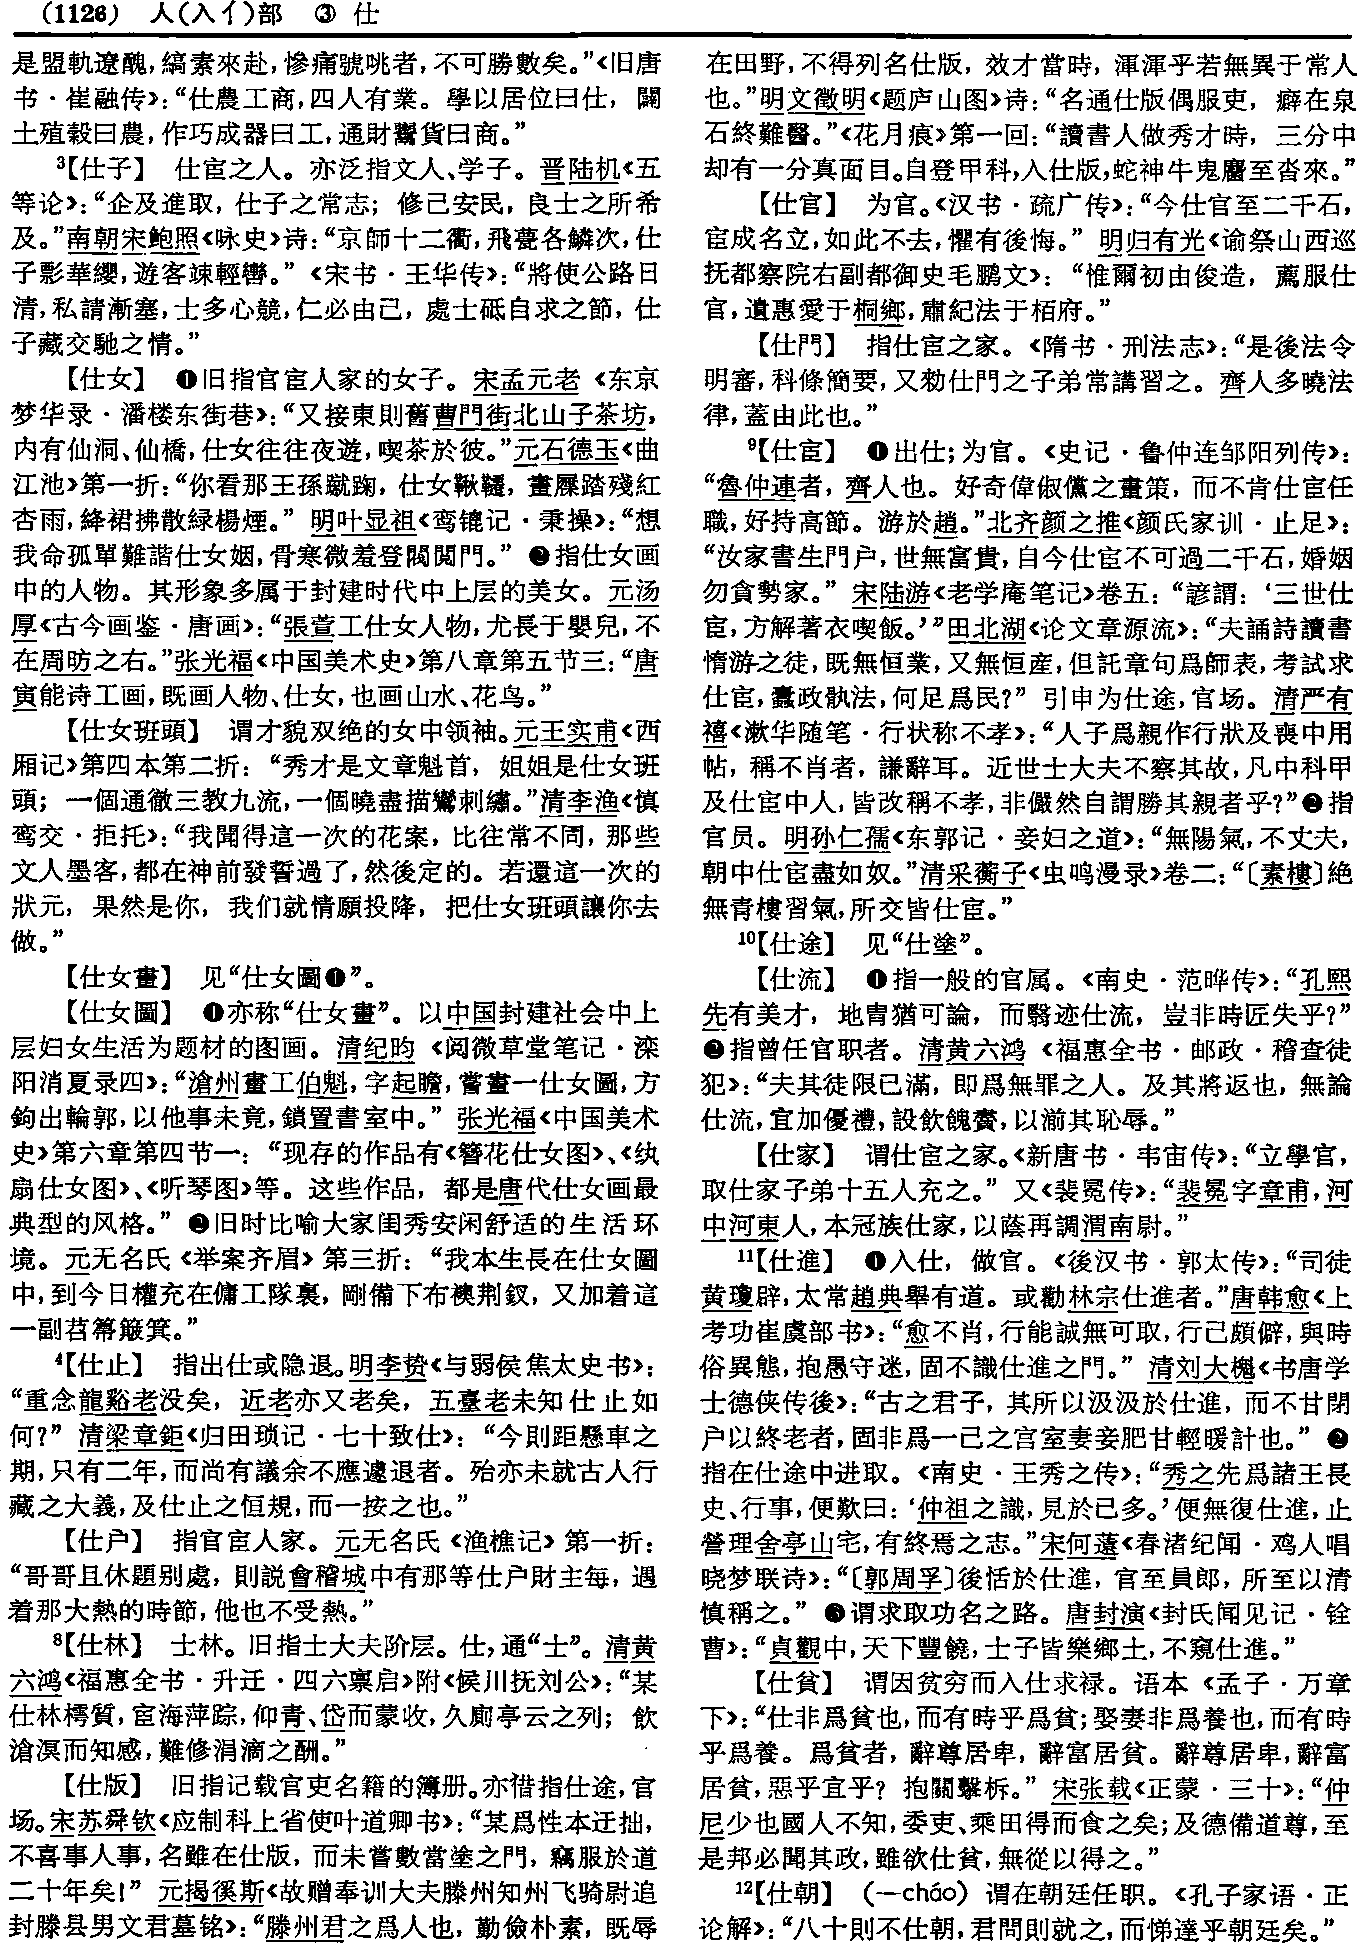 (1126) 人(入亻)部 ③ 仕
是盟軌遼醜，縞素來赴，慘痛號咷者，不可勝數矣。”《旧唐
书·崔融传》：“仕農工商，四人有業。學以居位曰仕， 闢
土殖穀曰農，作巧成器曰工，通財鬻貨曰商。”
³【仕子】 仕宦之人。亦泛指文人、学子。晋陆机《五
等论》：“企及進取，仕子之常志；修己安民，良士之所希
及。”南朝宋鲍照《咏史》诗：“京師十二衢，飛甍各鱗次，仕
子彯華纓，遊客竦輕轡。”《宋书·王华传》：“將使公路日
清，私請漸塞，士多心競，仁必由己，處士砥自求之節，仕
子藏交馳之情。”
【仕女】 ❶旧指官宦人家的女子。宋孟元老《东京
梦华录·潘楼东街巷》：“又接東則舊曹門街北山子茶坊，
内有仙洞、仙橋，仕女往往夜遊，喫茶於彼。”元石德玉《曲
江池》第一折：“你看那王孫蹴踘，仕女鞦韆，畫屧踏殘紅
杏雨，絳裙拂散緑楊煙。” 明叶显祖《鸾锟记·秉操》：“想
我命孤單難諧仕女姻，骨寒微羞登閥閲門。” ❷指仕女画
中的人物。其形象多属于封建时代中上层的美女。元汤
厚《古今画鉴·唐画》：“張萱工仕女人物，尤長于嬰兒，不
在周昉之右。”张光福《中国美术史》第八章第五节三：“唐
寅能诗工画，既画人物、仕女，也画山水、花鸟。”
【仕女班頭】 谓才貌双绝的女中领袖。元王实甫《西
厢记》第四本第二折：“秀才是文章魁首， 姐姐是仕女班
頭；一個通徹三教九流，一個曉盡描鸞刺繡。”清李渔《慎
鸾交·拒托》：“我聞得這一次的花案，比往常不同，那些
文人墨客，都在神前發誓過了，然後定的。若還這一次的
狀元， 果然是你， 我们就情願投降， 把仕女班頭讓你去
做。”
【仕女畫】 见“仕女圖❶”。
【仕女圖】 ❶亦称“仕女畫”。以中国封建社会中上
层妇女生活为题材的图画。清纪昀《阅微草堂笔记·滦
阳消夏录四》：“滄州畫工伯魁，字起瞻，嘗畫一仕女圖，方
鉤出輪郭，以他事未竟，鎖置書室中。” 张光福《中国美术
史》第六章第四节一：“现存的作品有《簪花仕女图》、《纨
扇仕女图》、《听琴图》等。这些作品，都是唐代仕女画最
典型的风格。” ❷旧时比喻大家闺秀安闲舒适的生活环
境。元无名氏《举案齐眉》第三折：“我本生長在仕女圖
中，到今日權充在傭工隊裏，剛備下布襖荆釵，又加着這
一副苕箒簸箕。”
⁴【仕止】 指出仕或隐退。明李贽《与弱侯焦太史书》：
“重念龍谿老没矣， 近老亦又老矣， 五臺老未知仕止如
何？” 清梁章鉅《归田琐记·七十致仕》：“今則距懸車之
期，只有二年，而尚有議余不應遽退者。殆亦未就古人行
藏之大義，及仕止之恒規，而一按之也。”
【仕户】 指官宦人家。元无名氏《渔樵记》第一折：
“哥哥且休題别處，則説會稽城中有那等仕户財主每，遇
着那大熱的時節，他也不受熱。”
⁸【仕林】 士林。旧指士大夫阶层。仕，通“士”。清黄
六鸿《福惠全书·升迁·四六禀启》附《候川抚刘公》：“某
仕林樗質，宦海萍踪，仰青、岱而蒙收，久廁亭云之列；飲
滄溟而知感，難修涓滴之酬。”
【仕版】 旧指记载官吏名籍的簿册。亦借指仕途，官
场。宋苏舜钦《应制科上省使叶道卿书》：“某爲性本迂拙，
不喜事人事，名雖在仕版，而未嘗數當塗之門，竊服於道
二十年矣！” 元揭傒斯《故赠奉训大夫滕州知州飞骑尉追
封滕县男文君墓铭》：“滕州君之爲人也，勤儉朴素，既辱
在田野，不得列名仕版，效才當時，渾渾乎若無異于常人
也。”明文徵明《题庐山图》诗：“名通仕版偶服吏，癖在泉
石終難醫。”《花月痕》第一回：“讀書人做秀才時，三分中
却有一分真面目。自登甲科，入仕版，蛇神牛鬼麕至沓來。”
【仕官】 为官。《汉书·疏广传》：“今仕官至二千石，
宦成名立，如此不去，懼有後悔。” 明归有光《谕祭山西巡
抚都察院右副都御史毛鹏文》：“惟爾初由俊造，薦服仕
官，遺惠愛于桐鄉，肅紀法于栢府。”
【仕門】 指仕宦之家。《隋书·刑法志》：“是後法令
明審，科條簡要，又勑仕門之子弟常講習之。齊人多曉法
律，蓋由此也。”
⁹【仕宦】 ❶出仕；为官。《史记·鲁仲连邹阳列传》：
“魯仲連者，齊人也。好奇偉俶儻之畫策，而不肯仕宦任
職，好持高節。游於趙。”北齐颜之推《颜氏家训·止足》：
“汝家書生門户，世無富貴，自今仕宦不可過二千石，婚姻
勿貪勢家。” 宋陆游《老学庵笔记》卷五：“諺謂：‘三世仕
宦，方解著衣喫飯。’”田北湖《论文章源流》：“夫誦詩讀書
惰游之徒，既無恒業，又無恒産，但託章句爲師表，考試求
仕宦，蠹政骫法，何足爲民？” 引申为仕途，官场。清严有
禧《漱华随笔·行状称不孝》：“人子爲親作行狀及喪中用
帖，稱不肖者，謙辭耳。近世士大夫不察其故，凡中科甲
及仕宦中人，皆改稱不孝，非儼然自謂勝其親者乎？”❷指
官员。明孙仁孺《东郭记·妾妇之道》：“無陽氣，不丈夫，
朝中仕宦盡如奴。”清采蘅子《虫鸣漫录》卷二：“〔素樓〕絶
無青樓習氣，所交皆仕宦。”
¹⁰【仕途】 见“仕塗”。
【仕流】 ❶指一般的官属。《南史·范晔传》：“孔熙
先有美才， 地冑猶可論， 而翳迹仕流， 豈非時匠失乎？”
❷指曾任官职者。清黄六鸿《福惠全书·邮政·稽查徒
犯》：“夫其徒限已滿，即爲無罪之人。及其將返也，無論
仕流，宜加優禮，設飲餽賮，以湔其恥辱。”
【仕家】 谓仕宦之家。《新唐书·韦宙传》：“立學官，
取仕家子弟十五人充之。” 又《裴冕传》：“裴冕字章甫，河
中河東人，本冠族仕家，以蔭再調渭南尉。”
¹¹【仕進】 ❶入仕，做官。《後汉书·郭太传》：“司徒
黄瓊辟，太常趙典舉有道。或勸林宗仕進者。”唐韩愈《上
考功崔虞部书》：“愈不肖，行能誠無可取，行己頗僻，與時
俗異態，抱愚守迷，固不識仕進之門。” 清刘大櫆《书唐学
士德侠传後》：“古之君子，其所以汲汲於仕進，而不甘閉
户以終老者，固非爲一己之宫室妻妾肥甘輕暖計也。” ❷
指在仕途中进取。《南史·王秀之传》：“秀之先爲諸王長
史、行事，便歎曰：‘仲祖之識，見於已多。’便無復仕進，止
營理舍亭山宅，有終焉之志。”宋何薳《春渚纪闻·鸡人唱
晓梦联诗》：“〔郭周孚〕後恬於仕進，官至員郎，所至以清
慎稱之。” ❸谓求取功名之路。唐封演《封氏闻见记·铨
曹》：“貞觀中，天下豐饒，士子皆樂鄉土，不窺仕進。”
【仕貧】 谓因贫穷而入仕求禄。语本《孟子·万章
下》：“仕非爲貧也，而有時乎爲貧；娶妻非爲養也，而有時
乎爲養。爲貧者，辭尊居卑，辭富居貧。辭尊居卑，辭富
居貧，惡乎宜乎？抱關擊柝。” 宋张载《正蒙·三十》：“仲
尼少也國人不知，委吏、乘田得而食之矣；及德備道尊，至
是邦必聞其政，雖欲仕貧，無從以得之。”
¹²【仕朝】 (—cháo) 谓在朝廷任职。《孔子家语·正
论解》：“八十則不仕朝，君問則就之，而悌達乎朝廷矣。”